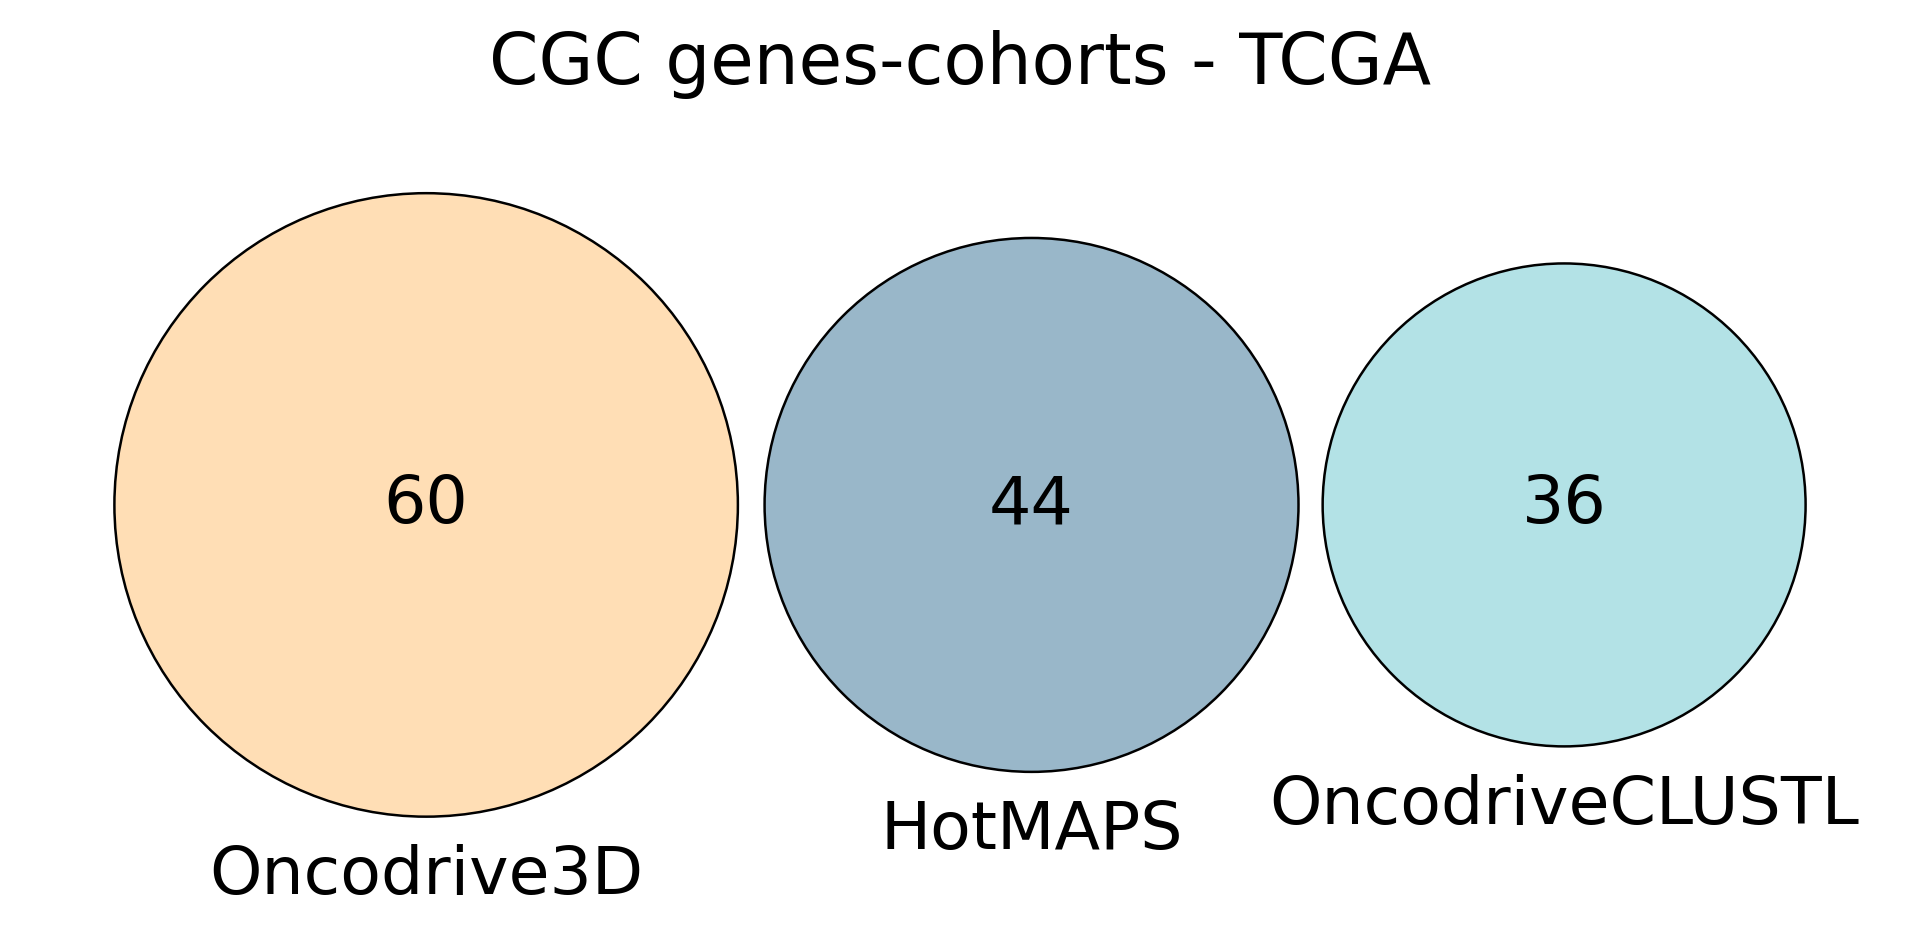 CGC genes-cohorts - TCGA
60
44
36
Oncodrive3D
HotMAPS
OncodriveCLUSTL